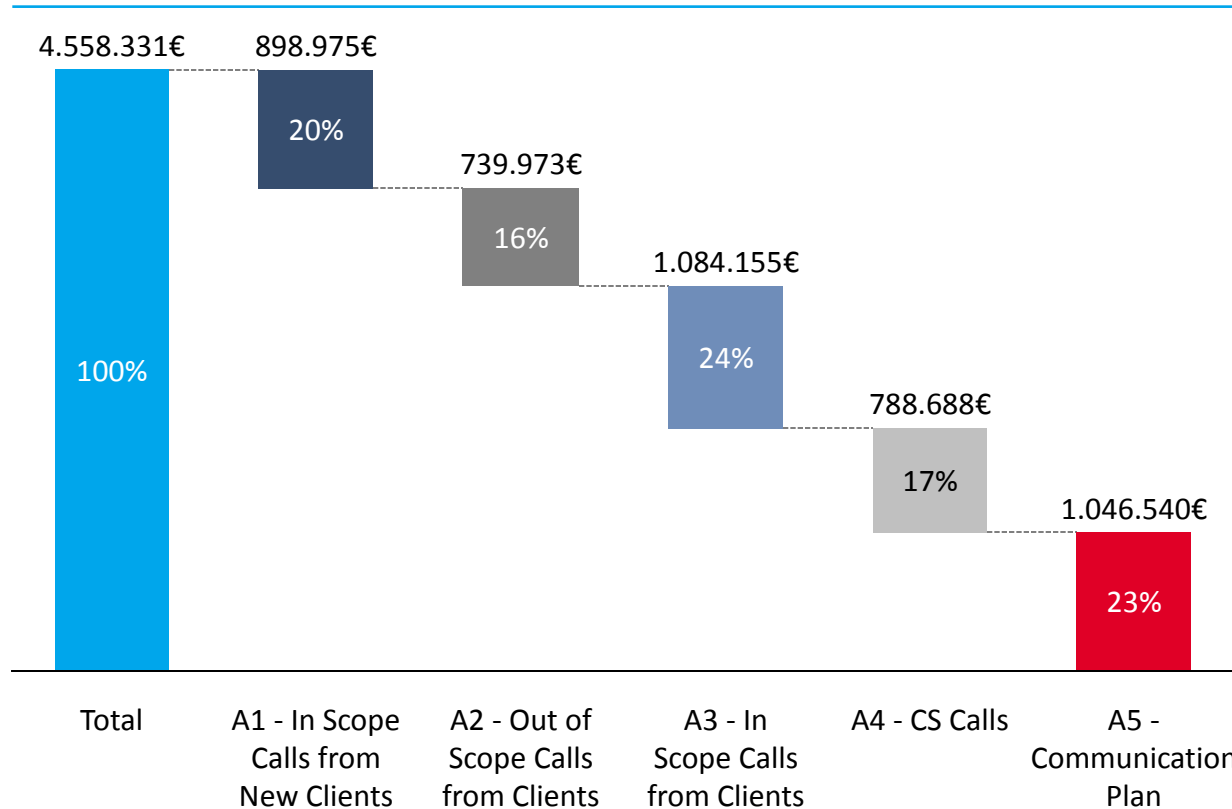 4.558.331€
898.975€
20%
739.973€
16%
1.084.155€
100%
24%
788.688€
17%
1.046.540€
23%
Total
A1 - In Scope
Calls from
New Clients
A2 - Out of
Scope Calls
from Clients
A3 - In
Scope Calls
from Clients
A4 - CS Calls
A5 -
Communication
Plan